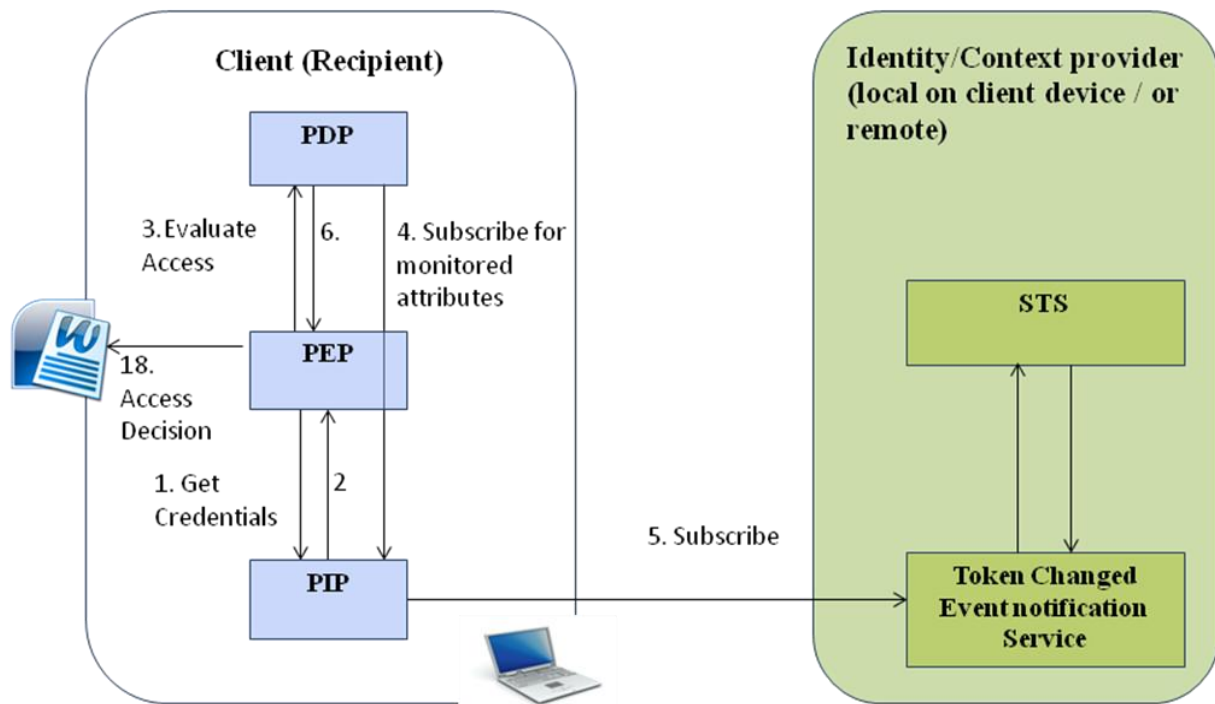 Client (Recipient)
Identity/Context provider
(local on client device / or
remote)
PDP
3.Evaluate
Access
6.
4. Subscribe for
monitored
attributes
STS
PEP
W
18.
Access
Decision
1. Get
Credentials
2
5. Subscribe
PIP
Token Changed
Event notification
Service